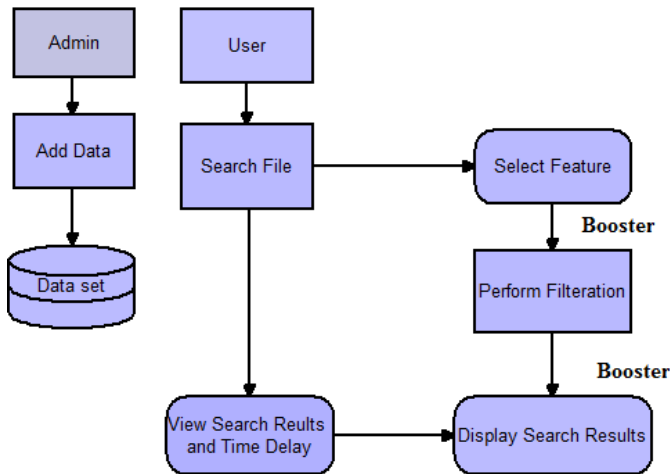 Admin
User
Add Data
Search File
Select Feature
Booster
Data set
Perform Filteration
Booster
View Search Reults
and Time Delay
Display Search Results